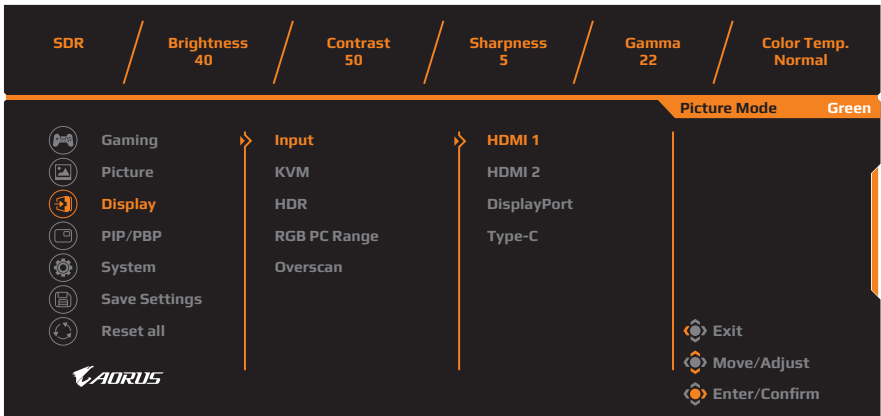 SDR
Brightness
40
Contrast
50
Sharpness
5
Gamma
22
Color Temp.
Normal
Picture Mode Green
Gaming
Picture
Display
PIP/PBP
System
Save Settings
Reset all
Input
KVM
HDR
RGB PC Range
Overscan
HDMI 1
HDMI 2
DisplayPort
Type-C
Exit
Move/Adjust
Enter/Confirm
AORUS